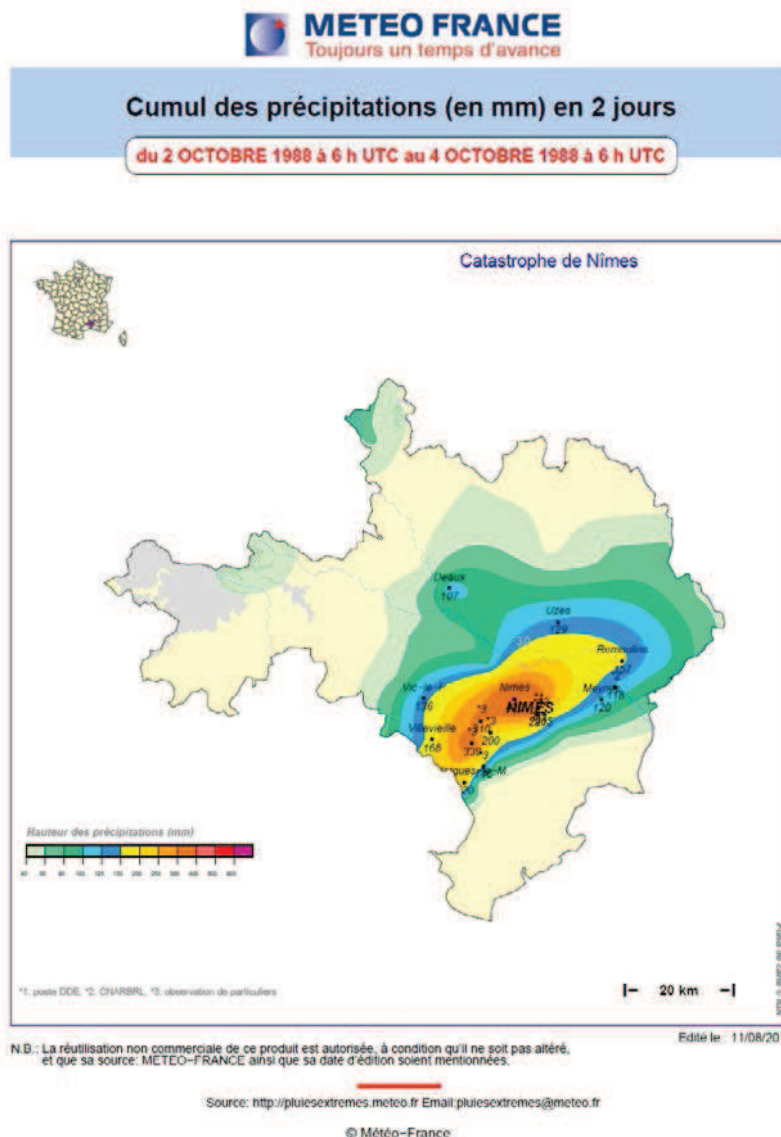 METEO FRANCE
Toujours un temps d'avance
Cumul des précipitations (en mm) en 2 jours
du 2 OCTOBRE 1988 à 6 h UTC au 4 OCTOBRE 1988 à 6 h UTC
Catastrophe de Nîmes
Deaux
107
Uzes
129
Remoulins
Vic-le-F
Nimes
NIMES
Villevieille
168
200
120
118
Hauteur des précipitations (mm)
*1: poste DDE, *2: CNARBRL, *3: observation de particuliers
20 km
Edité le : 11/08/20
N.B.: La réutilisation non commerciale de ce produit est autorisée, à condition qu'il ne soit pas altéré,
et que sa source: METEO-FRANCE ainsi que sa date d'édition soient mentionnées.
Source: http://pluiesextremes.meteo.fr Email:pluiesextremes@meteo.fr
© Météo-France